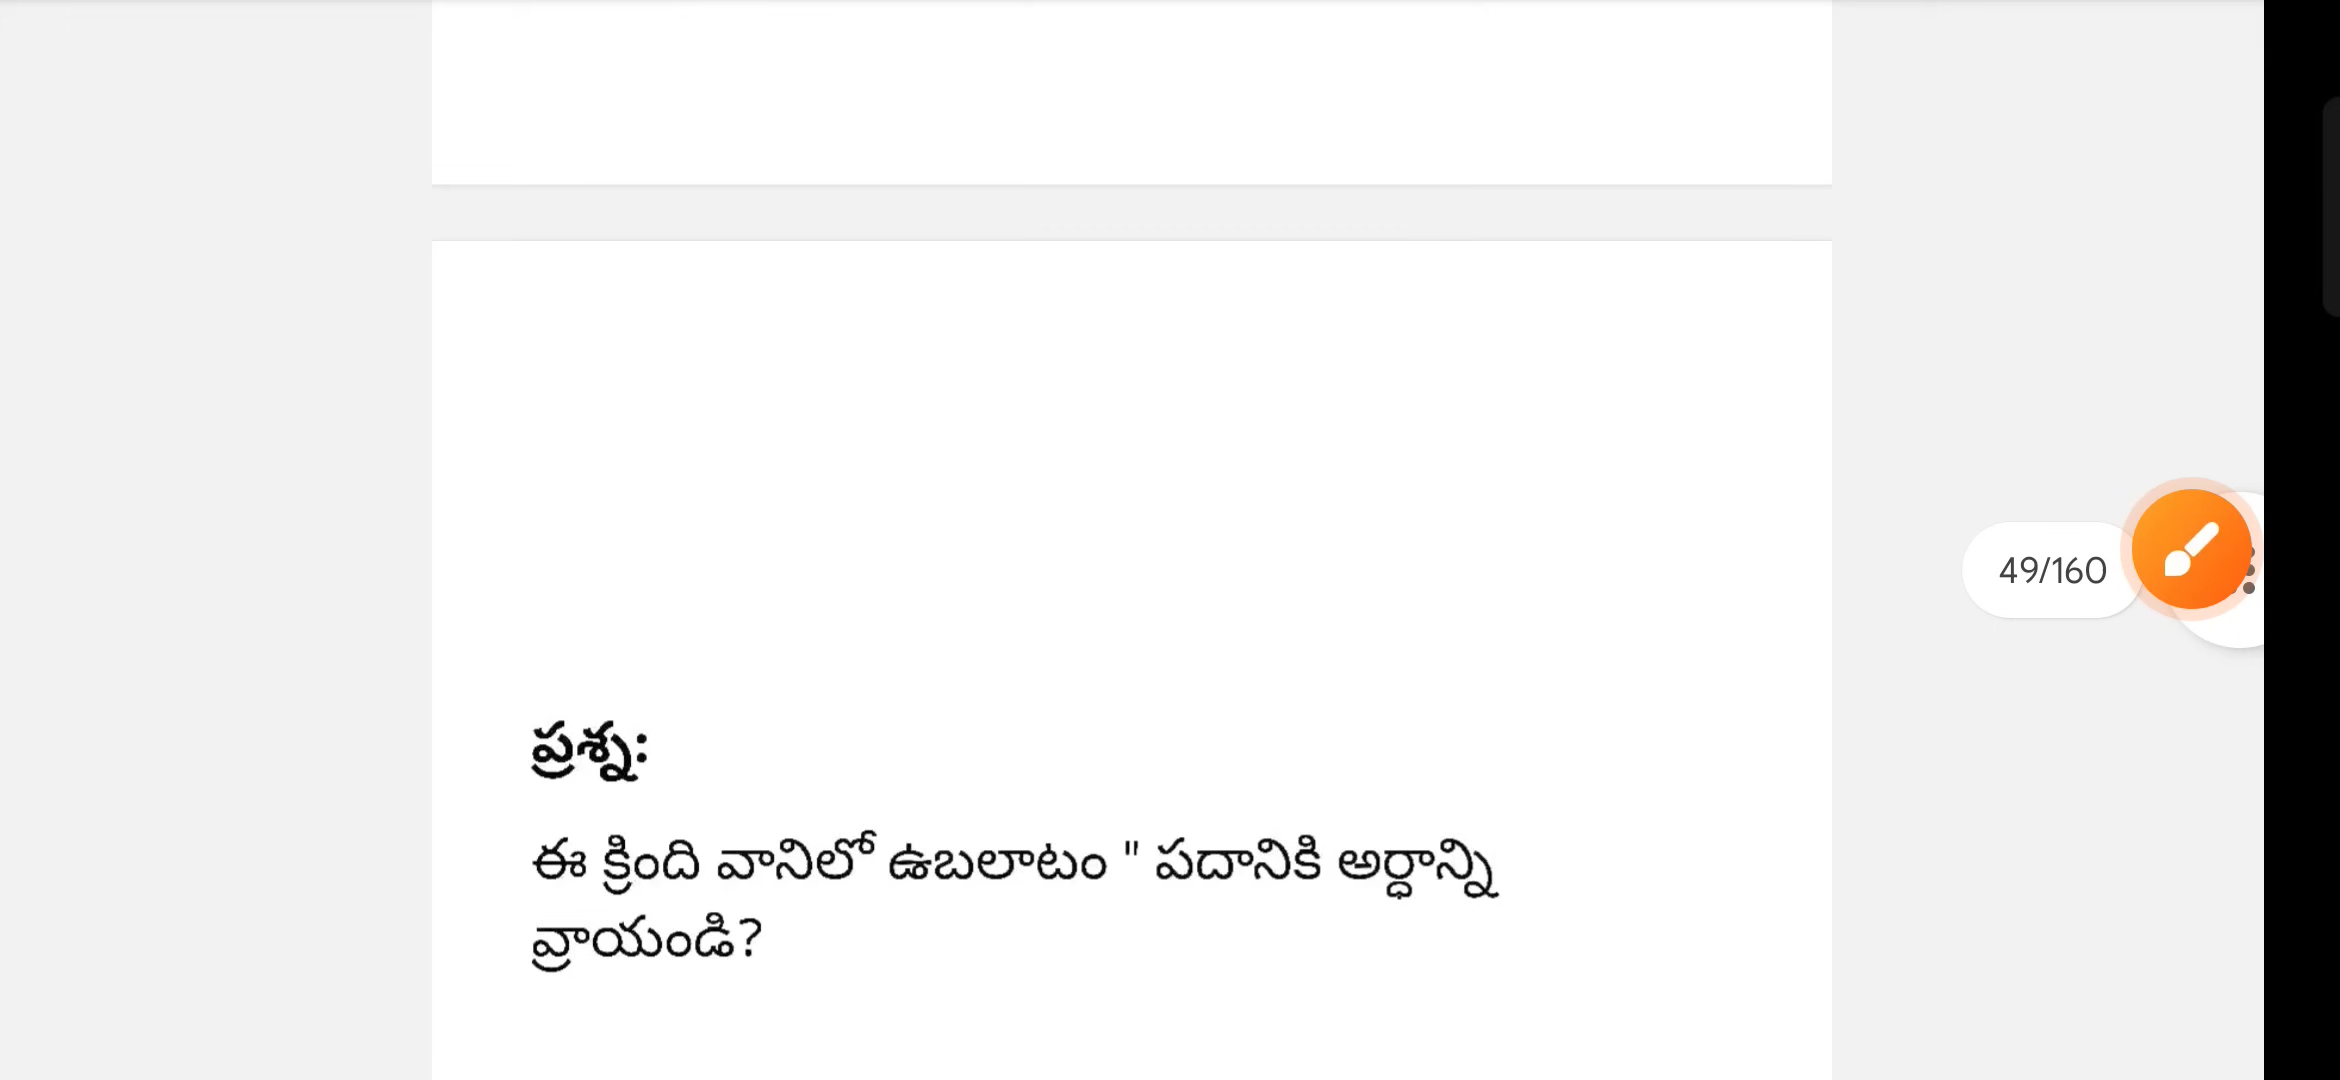 49/160
ప్రశ్న:
ఈ క్రింది వానిలో ఉబలాటం " పదానికి అర్ధాన్ని
వ్రాయండి?